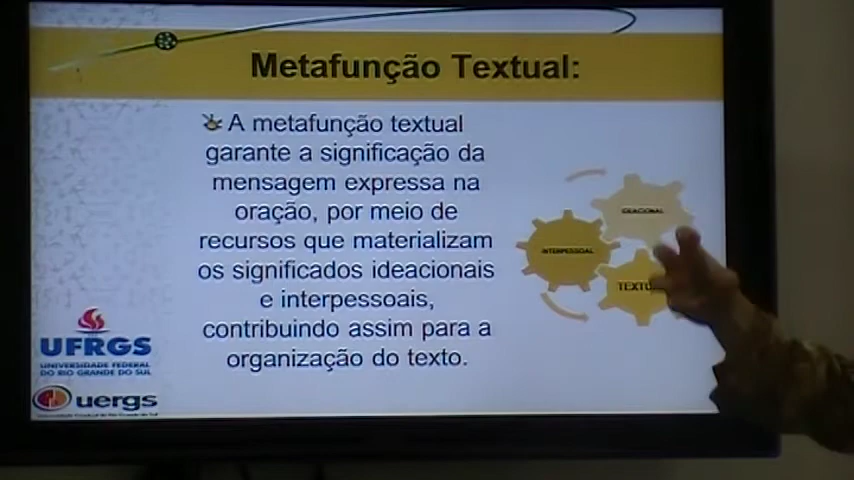 Metafunção Textual:
A metafunção textual
garante a significação da
mensagem expressa na
oração, por meio de
recursos que materializam
os significados ideacionais
e interpessoais,
contribuindo assim para a
organização do texto.
IDEACIONAL
INTERPESSOAL
UFRGS
UNIVERSIDADE FEDERAL
DO RIO GRANDE DO SUL
uergs